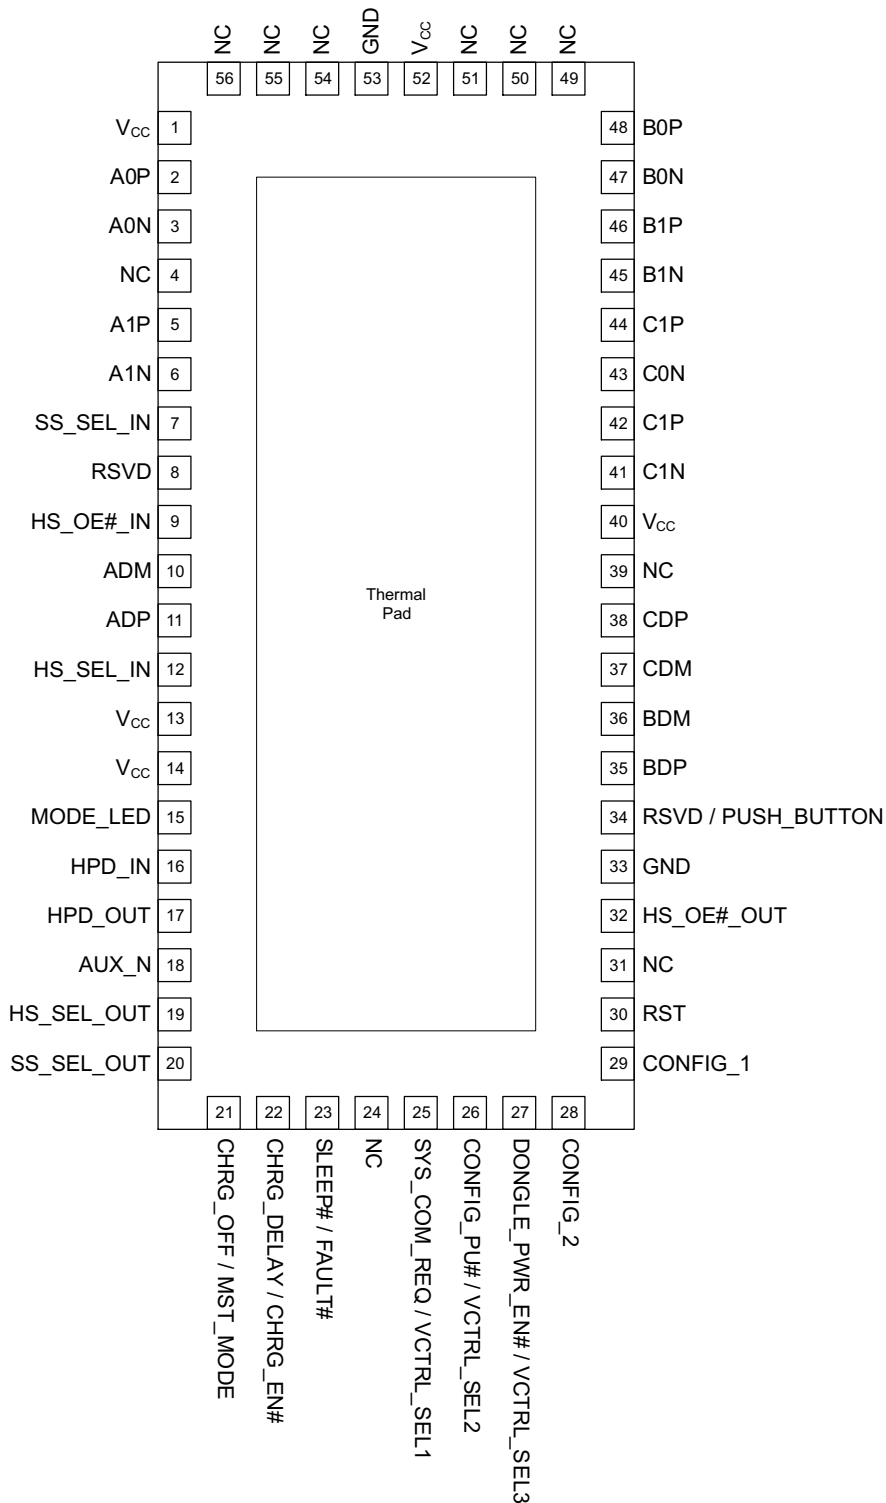 NC
NC
NC
GND
VCC
NC
NC
NC
56
55
54
53
52
51
50
49
VCC 1
A0P 2
A0N 3
NC 4
A1P 5
A1N 6
SS_SEL_IN 7
RSVD 8
HS_OE#_IN 9
ADM 10
ADP 11
HS_SEL_IN 12
VCC 13
VCC 14
MODE_LED 15
HPD_IN 16
HPD_OUT 17
AUX_N 18
HS_SEL_OUT 19
SS_SEL_OUT 20
Thermal
Pad
48 B0P
47 B0N
46 B1P
45 B1N
44 C1P
43 C0N
42 C1P
41 C1N
40 VCC
39 NC
38 CDP
37 CDM
36 BDM
35 BDP
34 RSVD / PUSH_BUTTON
33 GND
32 HS_OE#_OUT
31 NC
30 RST
29 CONFIG_1
21
22
23
24
25
26
27
28
CHRG_OFF / MST_MODE
CHRG_DELAY / CHRG_EN#
SLEEP# / FAULT#
NC
SYS_COM_REQ / VCTRL_SEL1
CONFIG_PU# / VCTRL_SEL2
DONGLE_PWR_EN# / VCTRL_SEL3
CONFIG_2